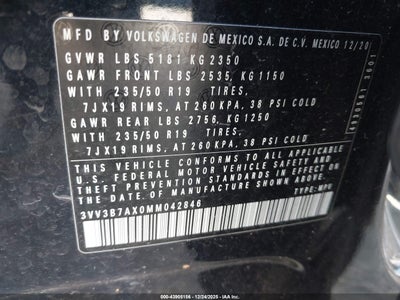 MFD BY VOLKSWAGEN DE MEXICO S.A. DE C.V. MEXICO 12/20
GVWR LBS 5181 KG 2350
GAWR FRONT LBS 2535, KG 1150
WITH 235/50 R19 TIRES,
7JX19 RIMS, AT 260 KPA, 38 PSI COLD
GAWR REAR LBS 2756, KG 1250
WITH 235/50 R19 TIRES,
7JX19 RIMS, AT 260 KPA, 38 PSI COLD
THIS VEHICLE CONFORMS TO ALL APPLICABLE
U.S. FEDERAL MOTOR VEHICLE SAFETY AND
THEFT PREVENTION STANDARDS IN EFFECT ON THE
DATE OF MANUFACTURE SHOWN ABOVE.
3VV3B7AX0MM042846 TYPE: MPV
000-43905156 - 12/24/2025 - IAA, LLC